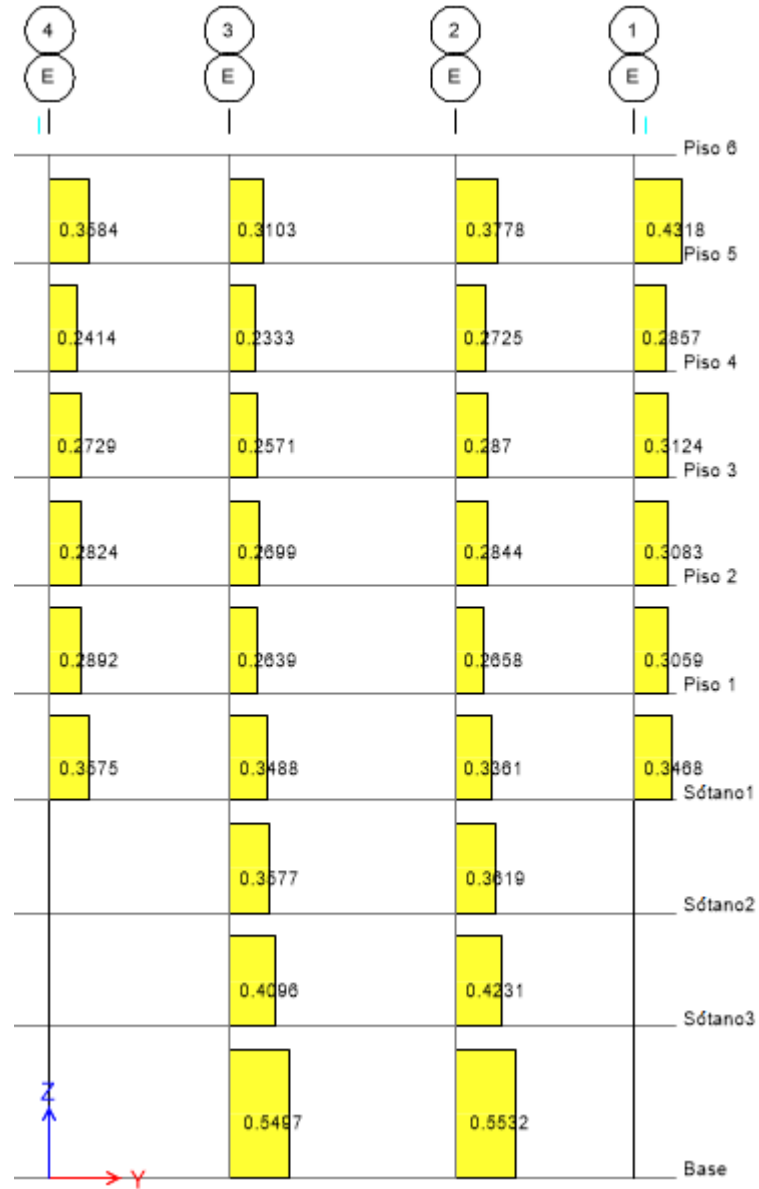 4 3 2 1
E E E E
Piso 6
0.3584 0.3103 0.3778 0.4318
Piso 5
0.2414 0.2333 0.2725 0.2857
Piso 4
0.2729 0.2571 0.287 0.3124
Piso 3
0.2824 0.2699 0.2844 0.3083
Piso 2
0.2892 0.2639 0.2658 0.3059
Piso 1
0.3575 0.3488 0.3361 0.3468
Sótano1
0.3577 0.3619
Sótano2
0.4096 0.4231
Sótano3
Z
0.5497 0.5532
Y
Base